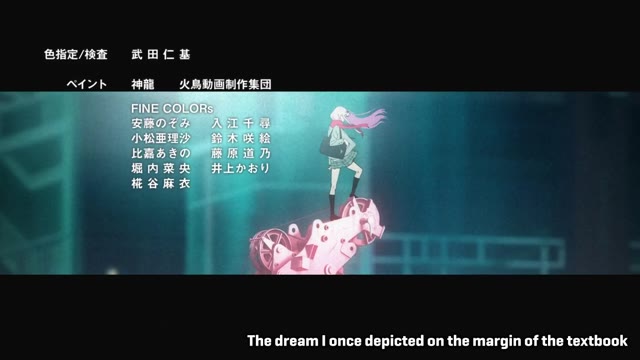 色指定/検査 武田仁基
ペイント 神龍 火鳥動画制作集団
FINE COLORs
安藤のぞみ 入江千尋
小松亜理沙 鈴木咲絵
比嘉あきの 藤原道乃
堀内菜央 井上かおり
椛谷麻衣
The dream I once depicted on the margin of the textbook